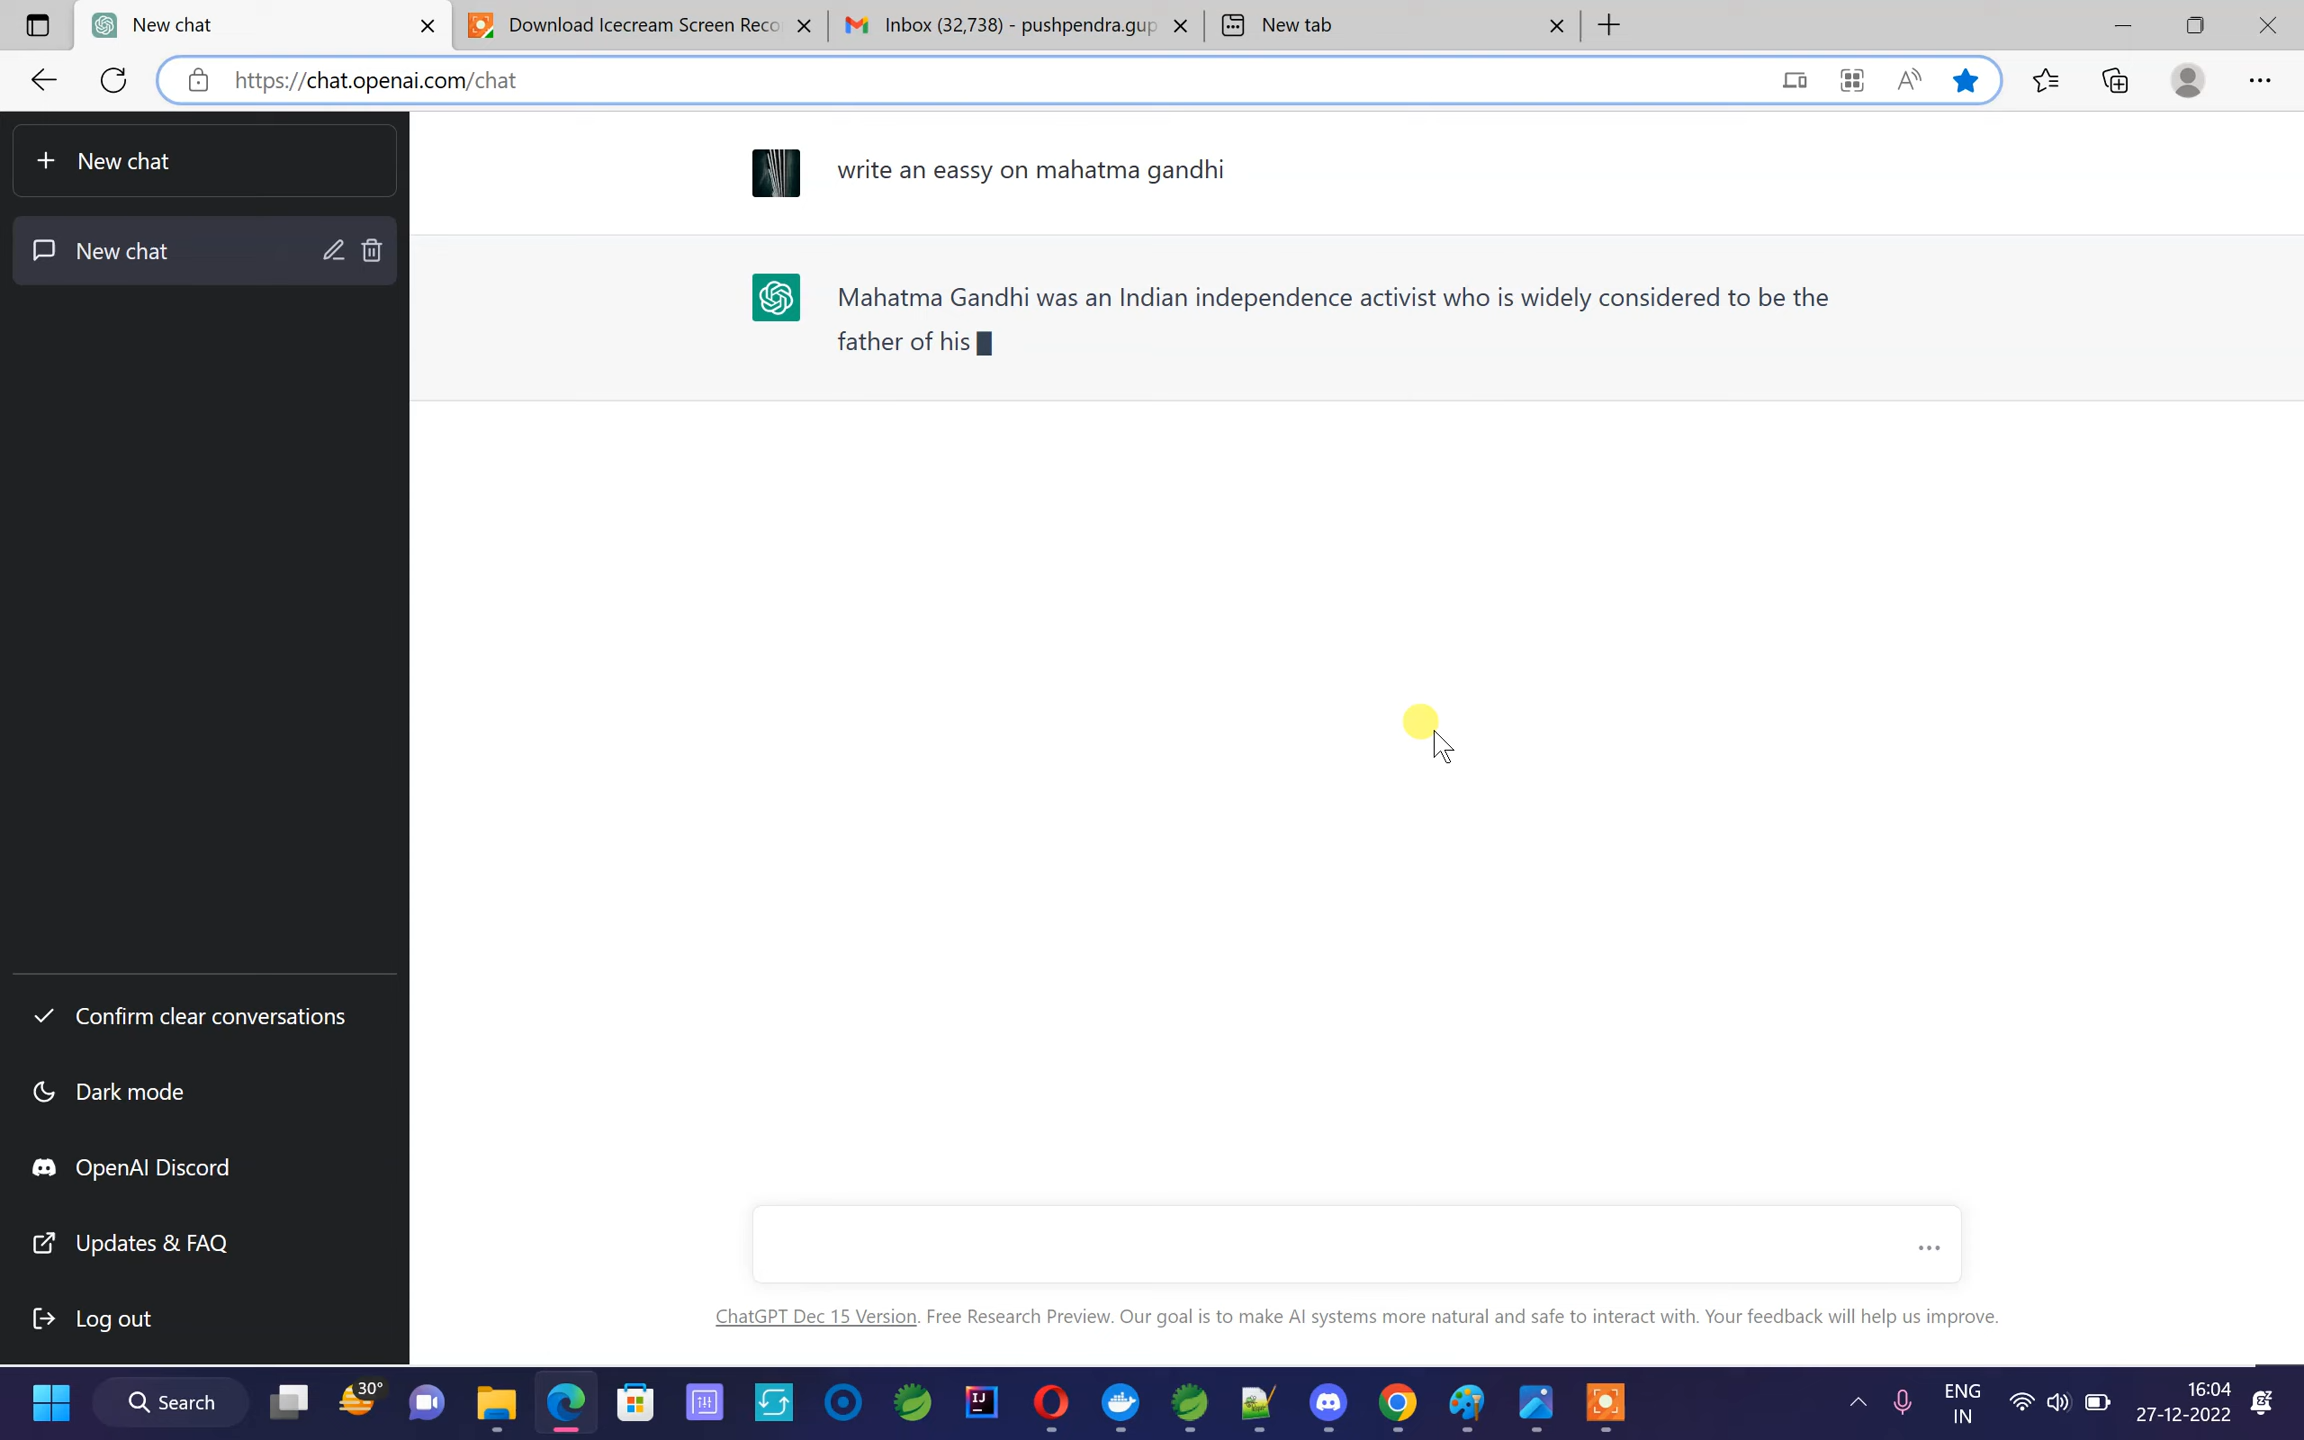 New chat
Download Icecream Screen Reco
Inbox (32,738) - pushpendra.gup
New tab
https://chat.openai.com/chat
New chat
New chat
write an eassy on mahatma gandhi
Mahatma Gandhi was an Indian independence activist who is widely considered to be the
father of his
Confirm clear conversations
Dark mode
OpenAI Discord
Updates & FAQ
Log out
ChatGPT Dec 15 Version. Free Research Preview. Our goal is to make AI systems more natural and safe to interact with. Your feedback will help us improve.
Search
30°
IJ
ENG
IN
16:04
27-12-2022